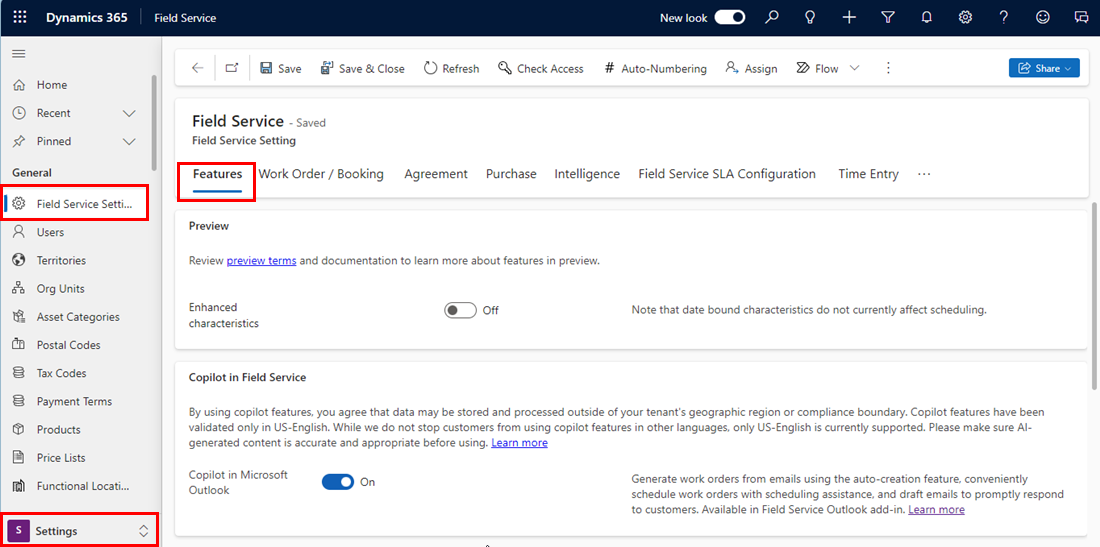 Dynamics 365 Field Service New look
Save Save & Close Refresh Check Access # Auto-Numbering Assign Flow Share
Home
Recent
Pinned
General
Field Service Setti...
Users
Territories
Org Units
Asset Categories
Postal Codes
Tax Codes
Payment Terms
Products
Price Lists
Functional Locati...
S Settings
Field Service - Saved
Field Service Setting
Features Work Order / Booking Agreement Purchase Intelligence Field Service SLA Configuration Time Entry ...
Preview
Review preview terms and documentation to learn more about features in preview.
Enhanced
characteristics
Off
Note that date bound characteristics do not currently affect scheduling.
Copilot in Field Service
By using copilot features, you agree that data may be stored and processed outside of your tenant's geographic region or compliance boundary. Copilot features have been
validated only in US-English. While we do not stop customers from using copilot features in other languages, only US-English is currently supported. Please make sure AI-
generated content is accurate and appropriate before using. Learn more
Copilot in Microsoft
Outlook
On
Generate work orders from emails using the auto-creation feature, conveniently
schedule work orders with scheduling assistance, and draft emails to promptly respond
to customers. Available in Field Service Outlook add-in. Learn more